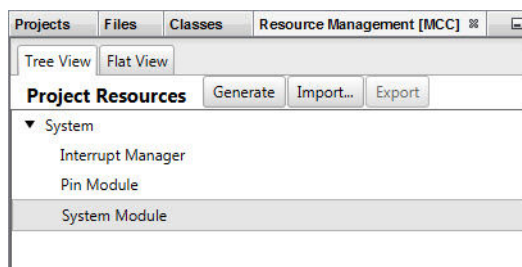 Projects Files Classes Resource Management [MCC]
Tree View Flat View
Project Resources Generate Import... Export
System
Interrupt Manager
Pin Module
System Module